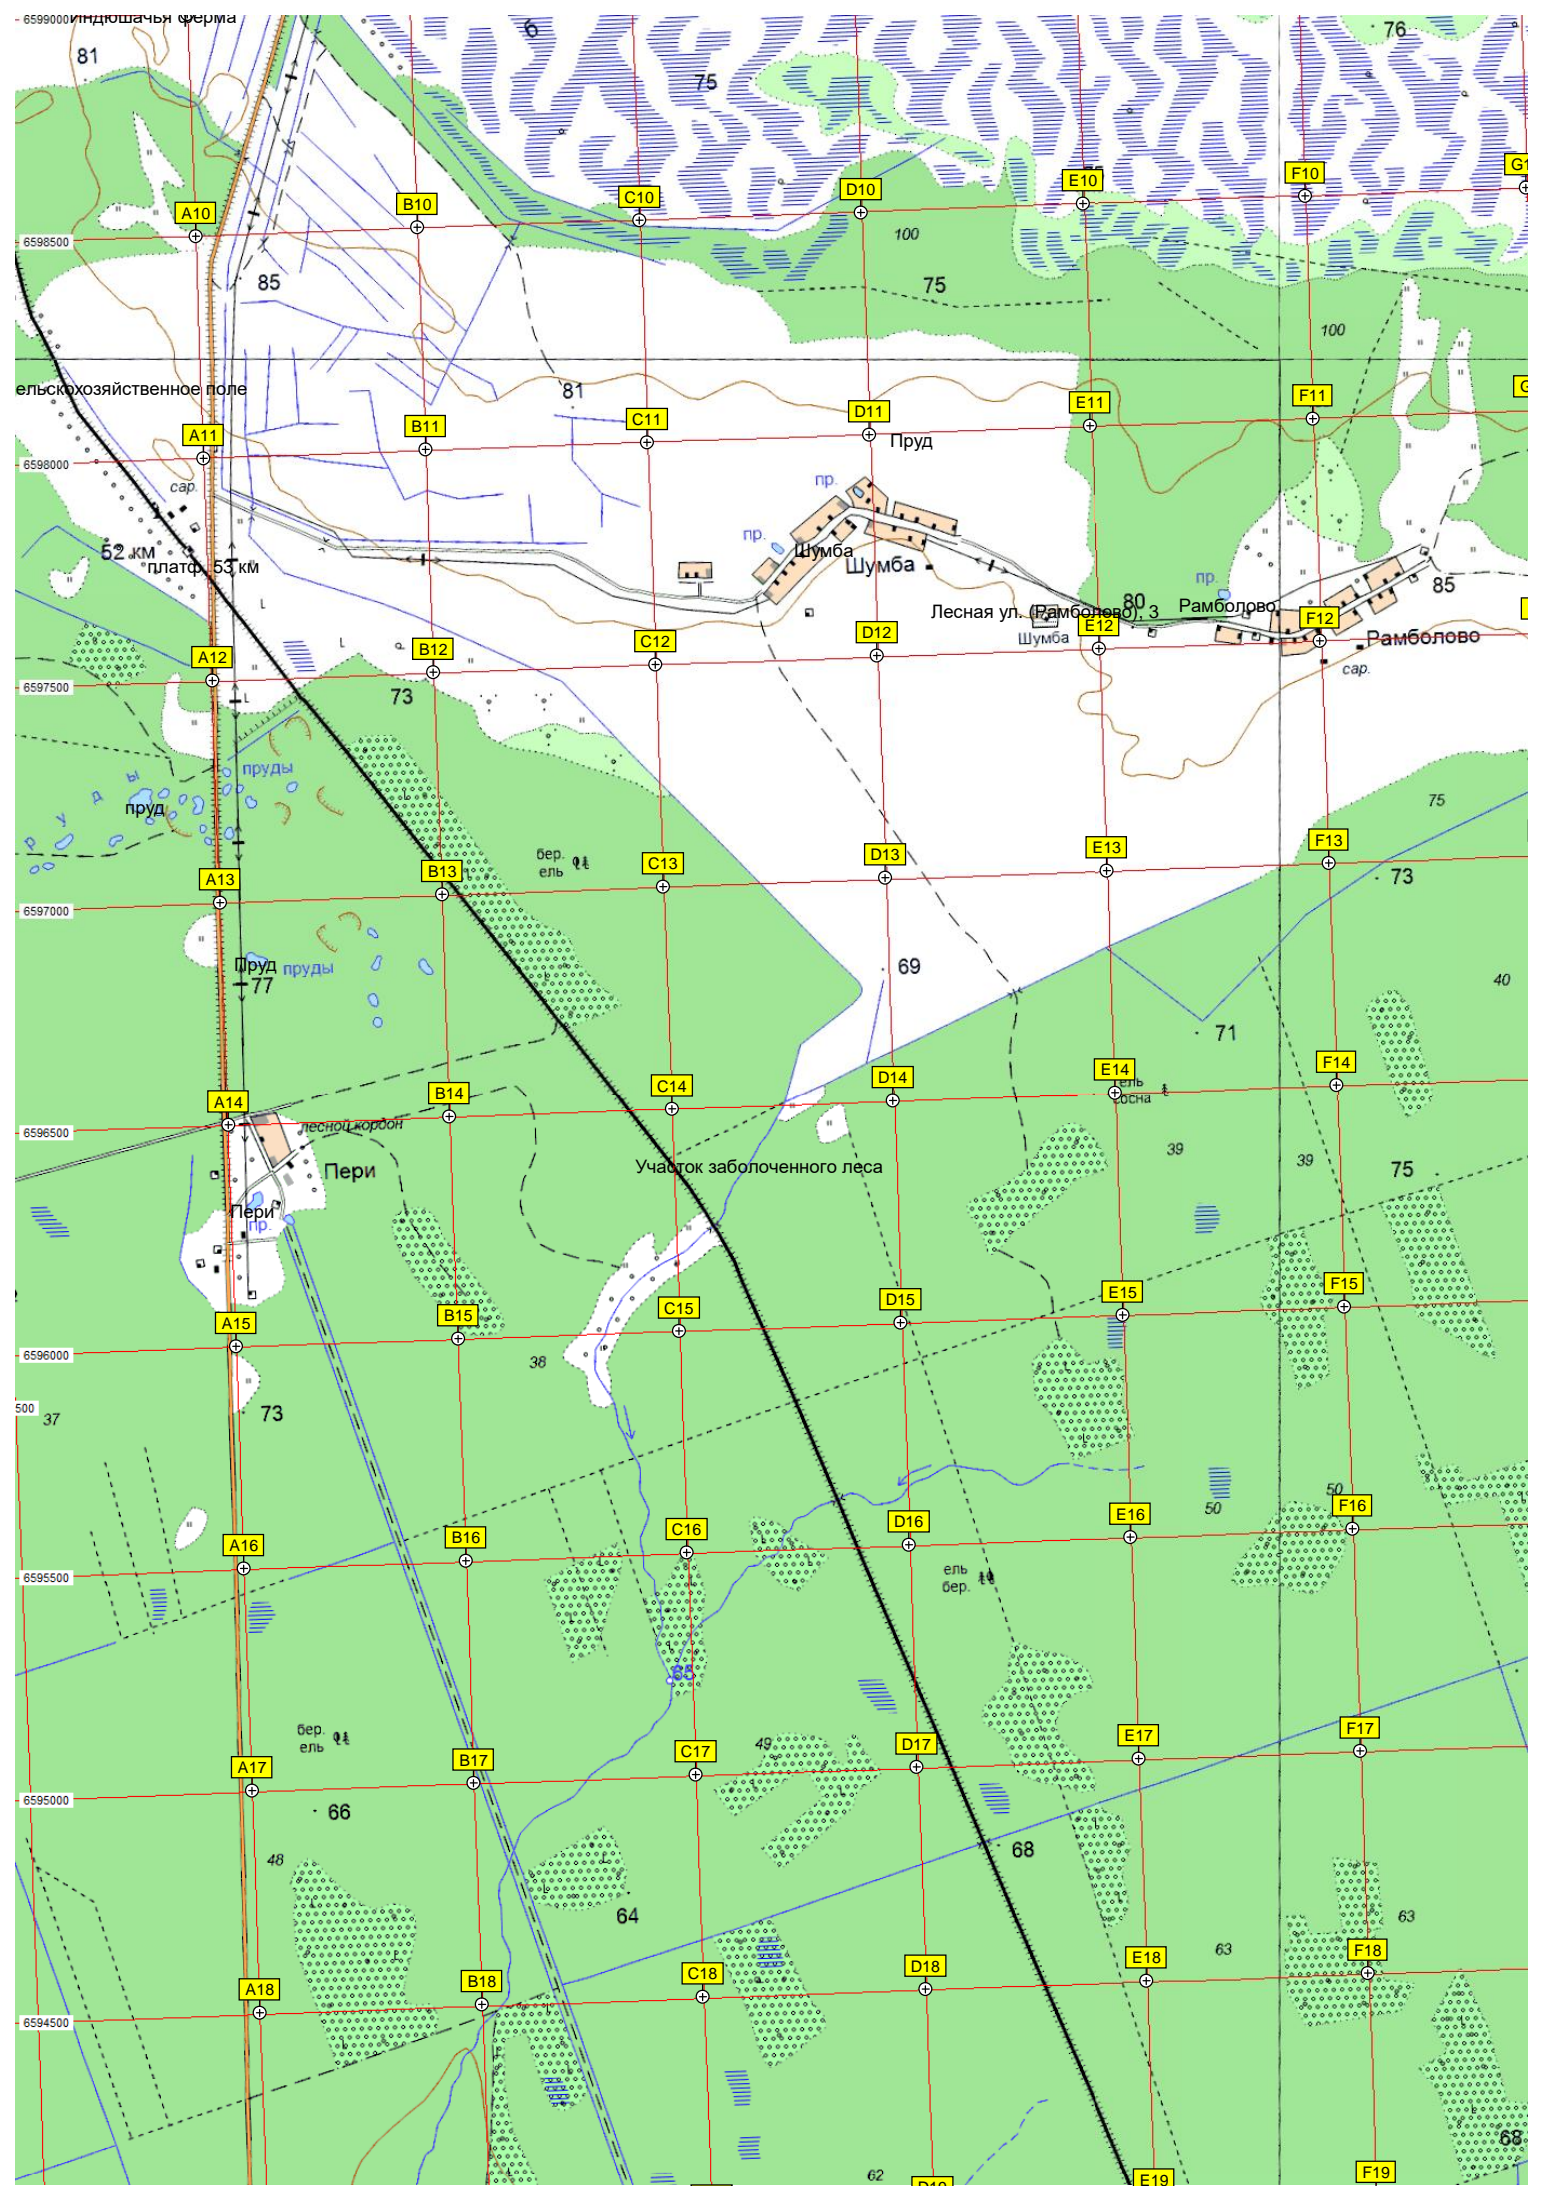 6599000
Индюшачья ферма
6
76
81
75
G1
E10
F10
D10
C10
B10
A10
6598500
100
85
75
100
ельскохозяйственное поле
81
G
F11
E11
D11
C11
B11
A11
Пруд
6598000
сар.
пр.
52 км
платф. 53 км
пр.
Шумба
Шумба
пр.
85
80
Лесная ул. (Рамболово), 3
Рамболово
Шумба
E12
F12
Рамболово
сар.
D12
C12
B12
A12
6597500
73
пруды
пруды
пруд
75
бер.
ель
F13
E13
D13
C13
B13
A13
73
6597000
Пруд
пруды
77
69
40
71
F14
E14
ель
сосна
D14
C14
B14
A14
лесной кордон
6596500
39
39
75
Участок заболоченного леса
Пери
Пери
пр.
F15
E15
D15
C15
B15
A15
6596000
38
500
37
73
50
50
F16
E16
D16
C16
B16
A16
6595500
ель
бер.
65
бер.
ель
49
F17
E17
D17
C17
B17
A17
6595000
66
68
48
64
63
63
F18
E18
D18
C18
B18
A18
6594500
68
62
F19
E19
D19